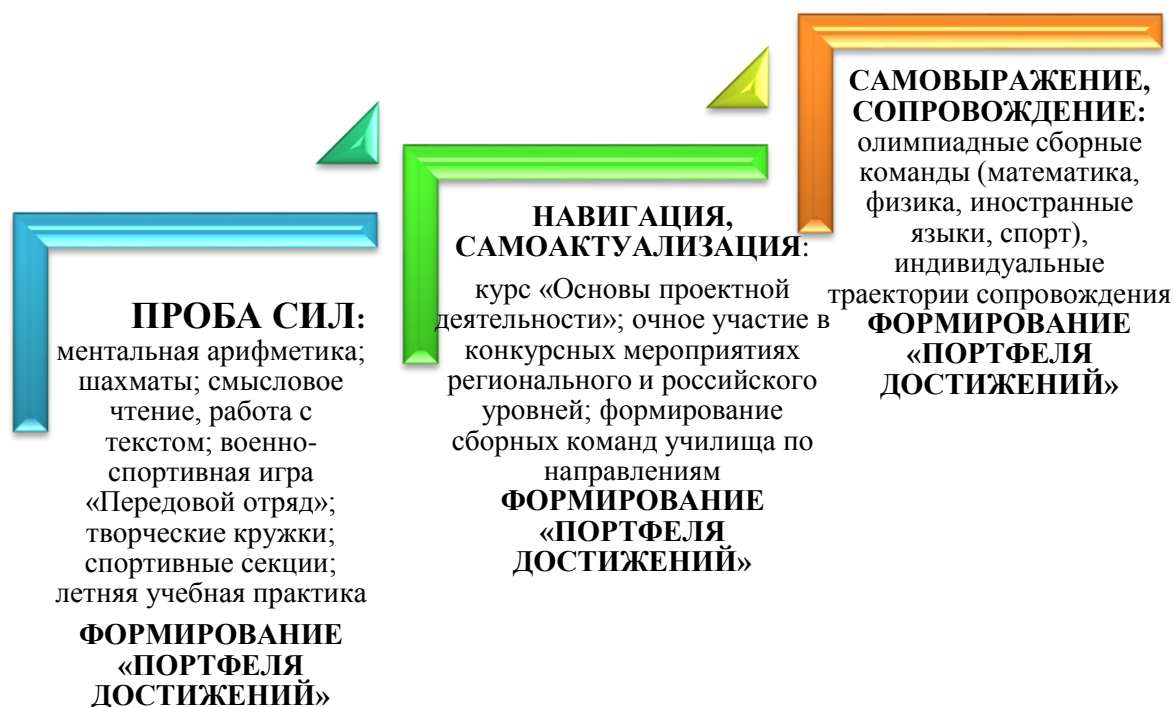 ПРОБА СИЛ:
ментальная арифметика;
шахматы; смысловое
чтение, работа с
текстом; военно-
спортивная игра
«Передовой отряд»;
творческие кружки;
спортивные секции;
летняя учебная практика
ФОРМИРОВАНИЕ
«ПОРТФЕЛЯ
ДОСТИЖЕНИЙ»
НАВИГАЦИЯ,
САМОАКТУАЛИЗАЦИЯ:
курс «Основы проектной
деятельности»; очное участие в
конкурсных мероприятиях
регионального и российского
уровней; формирование
сборных команд училища по
направлениям
ФОРМИРОВАНИЕ
«ПОРТФЕЛЯ
ДОСТИЖЕНИЙ»
САМОВЫРАЖЕНИЕ,
СОПРОВОЖДЕНИЕ:
олимпиадные сборные
команды (математика,
физика, иностранные
языки, спорт),
индивидуальные
траектории сопровождения
ФОРМИРОВАНИЕ
«ПОРТФЕЛЯ
ДОСТИЖЕНИЙ»